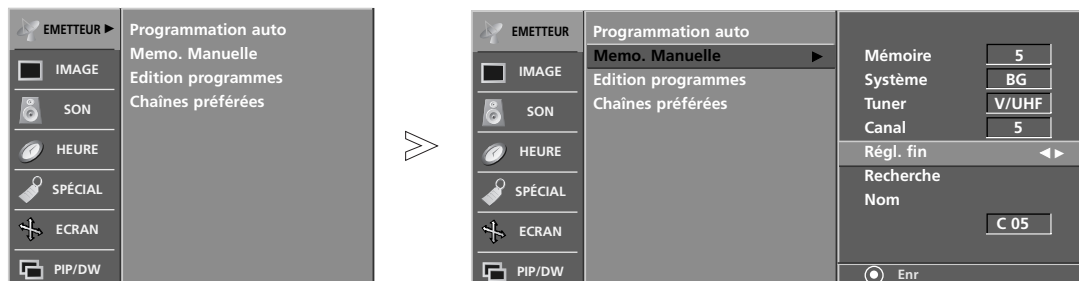 EMETTEUR ►
IMAGE
SON
HEURE
SPÉCIAL
ECRAN
PIP/DW
Programmation auto
Memo. Manuelle
Edition programmes
Chaînes préférées
EMETTEUR
IMAGE
SON
HEURE
SPÉCIAL
ECRAN
PIP/DW
Programmation auto
Memo. Manuelle ►
Edition programmes
Chaînes préférées
Mémoire 5
Système BG
Tuner V/UHF
Canal 5
Régl. fin ◄►
Recherche
Nom
C 05
Enr